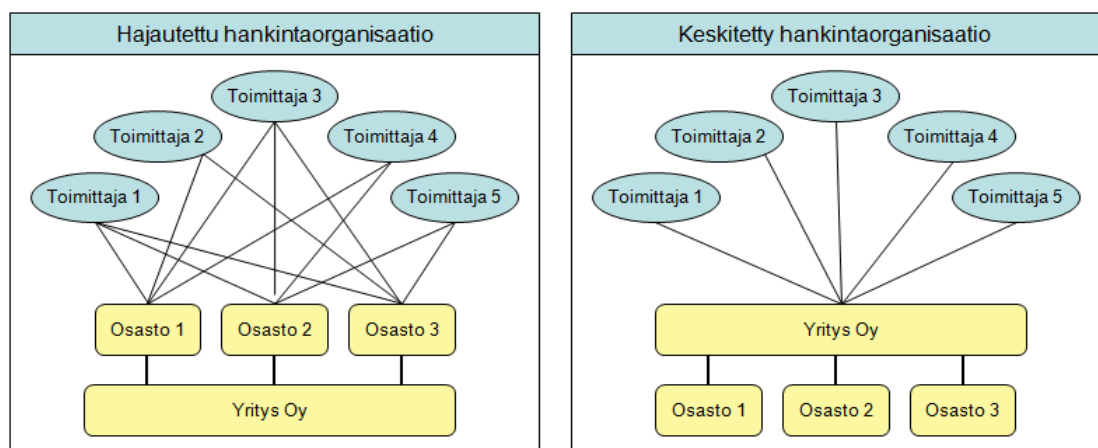 Hajautettu hankintaorganisaatio
Toimittaja 3
Toimittaja 2
Toimittaja 4
Toimittaja 1
Toimittaja 5
Osasto 1
Osasto 2
Osasto 3
Yritys Oy
Keskitetty hankintaorganisaatio
Toimittaja 3
Toimittaja 2
Toimittaja 4
Toimittaja 1
Toimittaja 5
Yritys Oy
Osasto 1
Osasto 2
Osasto 3